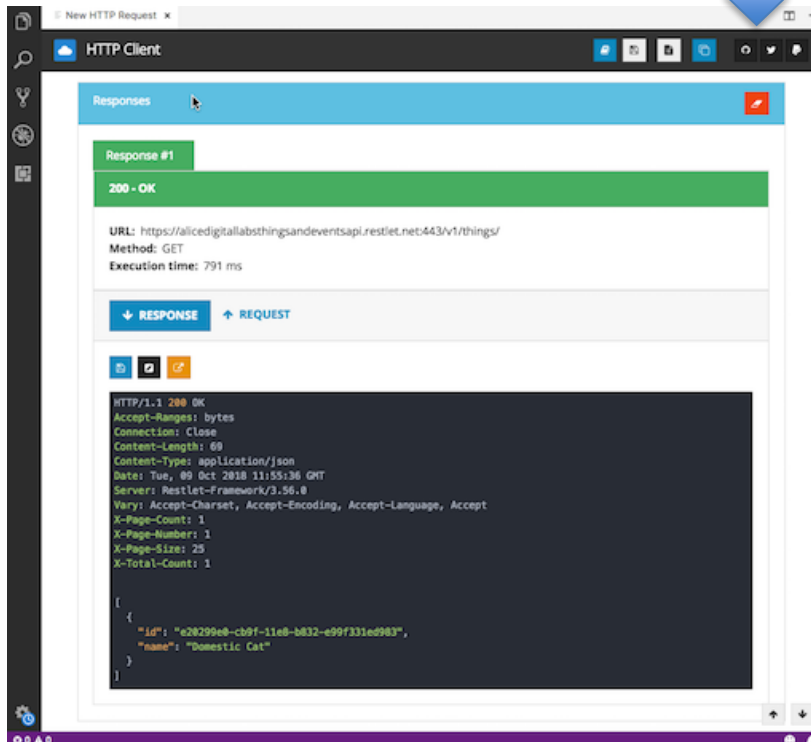 New HTTP Request
HTTP Client
Responses
Response #1
200 - OK
URL: https://alicedigitallabsthingsandeventsapi.restlet.net:443/v1/things/
Method: GET
Execution time: 791 ms
RESPONSE REQUEST
HTTP/1.1 200 OK
Accept-Ranges: bytes
Connection: Close
Content-Length: 69
Content-Type: application/json
Date: Tue, 09 Oct 2018 11:55:36 GMT
Server: Restlet-Framework/3.56.0
Vary: Accept-Charset, Accept-Encoding, Accept-Language, Accept
X-Page-Count: 1
X-Page-Number: 1
X-Page-Size: 25
X-Total-Count: 1
[
{
"id": "e20299e0-cb9f-11e8-b832-e99f331ed983",
"name": "Domestic Cat"
}
]
0 0